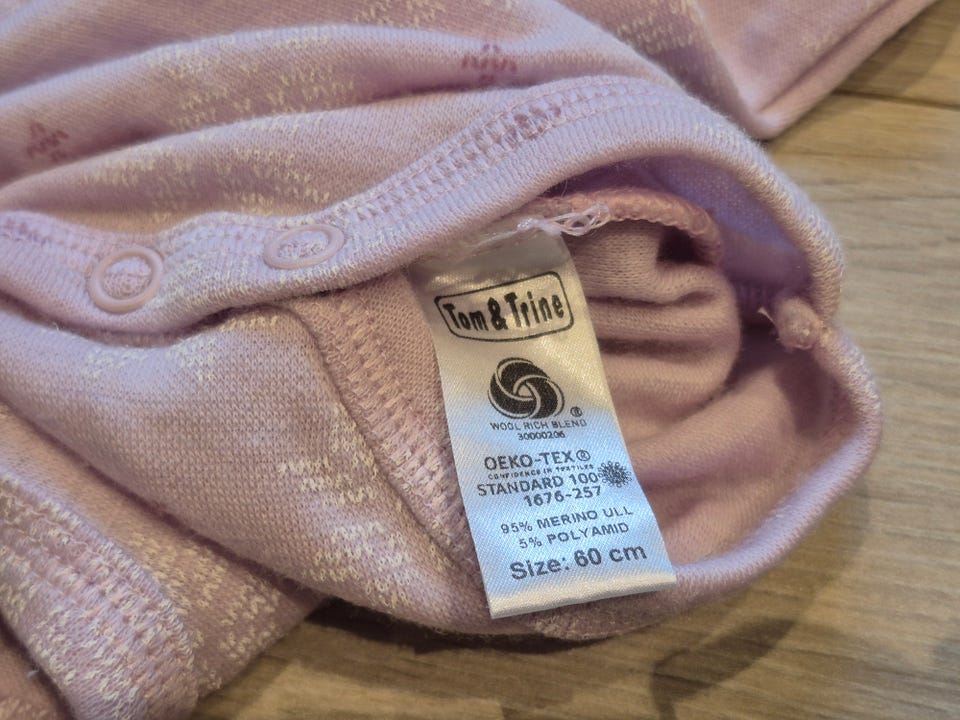 Tom & Trine
®
WOOL RICH BLEND
30000206
OEKO-TEX®
CONFIDENCE IN TEXTILES
STANDARD 100
1676-257
95% MERINO ULL
5% POLYAMID
Size: 60 cm